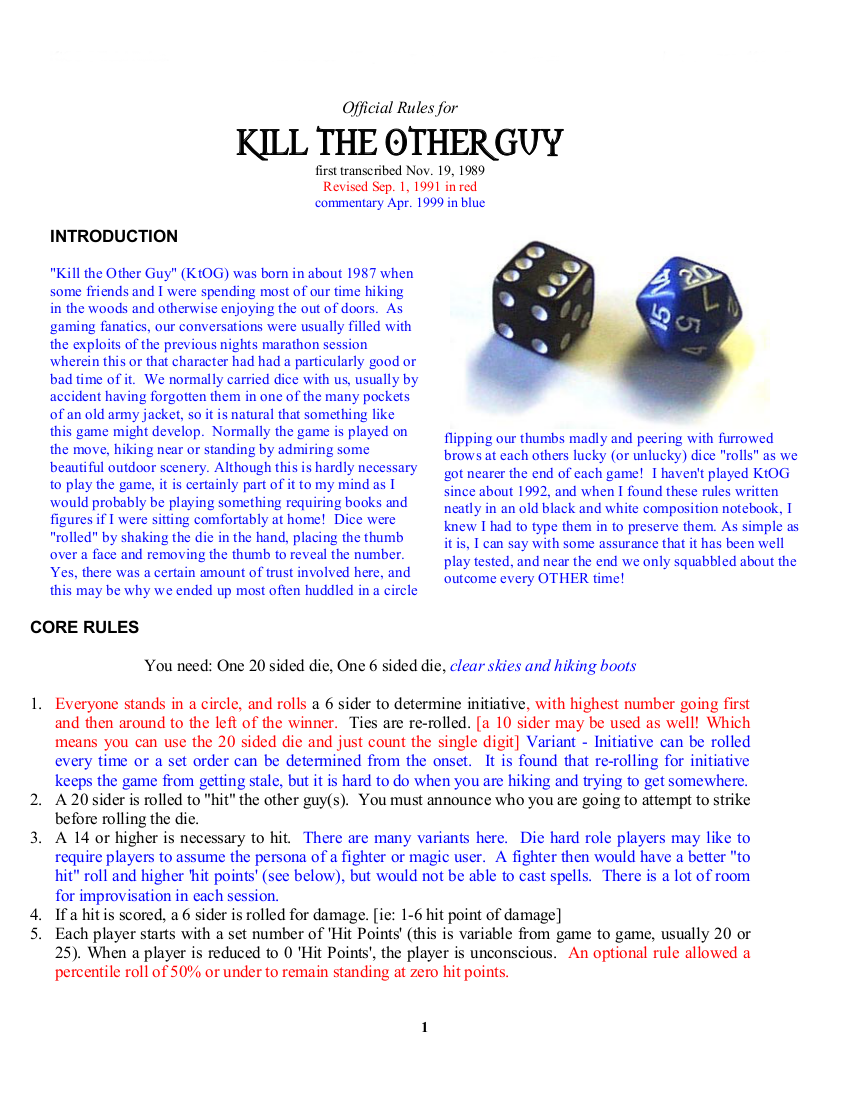 Official Rules for
KILL THE OTHER GUY
first transcribed Nov. 19, 1989
Revised Sep. 1, 1991 in red
commentary Apr. 1999 in blue
INTRODUCTION
"Kill the Other Guy" (KtOG) was born in about 1987 when
some friends and I were spending most of our time hiking
in the woods and otherwise enjoying the out of doors.  As
gaming fanatics, our conversations were usually filled with
the exploits of the previous nights marathon session
wherein this or that character had had a particularly good or
bad time of it.  We normally carried dice with us, usually by
accident having forgotten them in one of the many pockets
of an old army jacket, so it is natural that something like
this game might develop.  Normally the game is played on
the move, hiking near or standing by admiring some
beautiful outdoor scenery. Although this is hardly necessary
to play the game, it is certainly part of it to my mind as I
would probably be playing something requiring books and
figures if I were sitting comfortably at home!  Dice were
"rolled" by shaking the die in the hand, placing the thumb
over a face and removing the thumb to reveal the number.
Yes, there was a certain amount of trust involved here, and
this may be why we ended up most often huddled in a circle
20
15
5
7
2
4
flipping our thumbs madly and peering with furrowed
brows at each others lucky (or unlucky) dice "rolls" as we
got nearer the end of each game!  I haven't played KtOG
since about 1992, and when I found these rules written
neatly in an old black and white composition notebook, I
knew I had to type them in to preserve them. As simple as
it is, I can say with some assurance that it has been well
play tested, and near the end we only squabbled about the
outcome every OTHER time!
CORE RULES
You need: One 20 sided die, One 6 sided die, clear skies and hiking boots
1. Everyone stands in a circle, and rolls a 6 sider to determine initiative, with highest number going first
and then around to the left of the winner.  Ties are re-rolled. [a 10 sider may be used as well! Which
means you can use the 20 sided die and just count the single digit] Variant - Initiative can be rolled
every time or a set order can be determined from the onset.  It is found that re-rolling for initiative
keeps the game from getting stale, but it is hard to do when you are hiking and trying to get somewhere.
2. A 20 sider is rolled to "hit" the other guy(s).  You must announce who you are going to attempt to strike
before rolling the die.
3. A 14 or higher is necessary to hit.  There are many variants here.  Die hard role players may like to
require players to assume the persona of a fighter or magic user.  A fighter then would have a better "to
hit" roll and higher 'hit points' (see below), but would not be able to cast spells.  There is a lot of room
for improvisation in each session.
4. If a hit is scored, a 6 sider is rolled for damage. [ie: 1-6 hit point of damage]
5. Each player starts with a set number of 'Hit Points' (this is variable from game to game, usually 20 or
25). When a player is reduced to 0 'Hit Points', the player is unconscious.  An optional rule allowed a
percentile roll of 50% or under to remain standing at zero hit points.
1